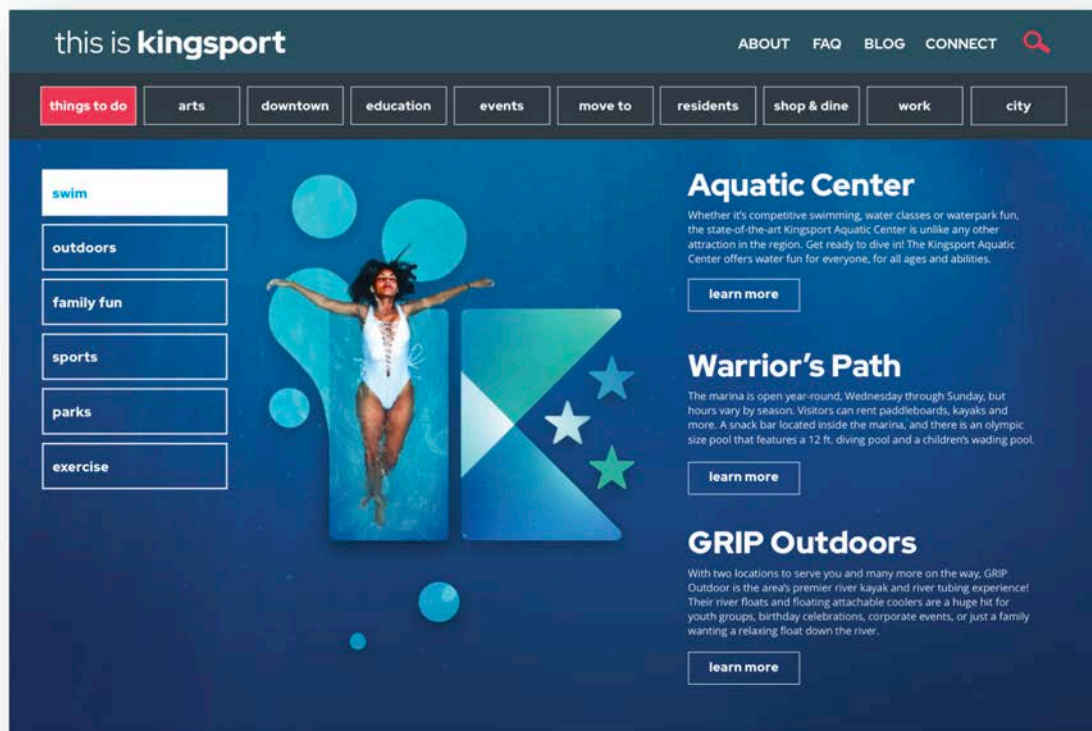 this is kingsport
ABOUT FAQ BLOG CONNECT
things to do arts downtown education events move to residents shop & dine work city
swim
outdoors
family fun
sports
parks
exercise
Aquatic Center
Whether it's competitive swimming, water classes or waterpark fun,
the state-of-the-art Kingsport Aquatic Center is unlike any other
attraction in the region. Get ready to dive in! The Kingsport Aquatic
Center offers water fun for everyone, for all ages and abilities.
learn more
Warrior's Path
The marina is open year-round, Wednesday through Sunday, but
hours vary by season. Visitors can rent paddleboards, kayaks and
more. A snack bar located inside the marina, and there is an olympic
size pool that features a 12 ft. diving pool and a children's wading pool.
learn more
GRIP Outdoors
With two locations to serve you and many more on the way, GRIP
Outdoor is the area's premier river kayak and river tubing experience!
Their river floats and floating attachable coolers are a huge hit for
youth groups, birthday celebrations, corporate events, or just a family
wanting a relaxing float down the river.
learn more